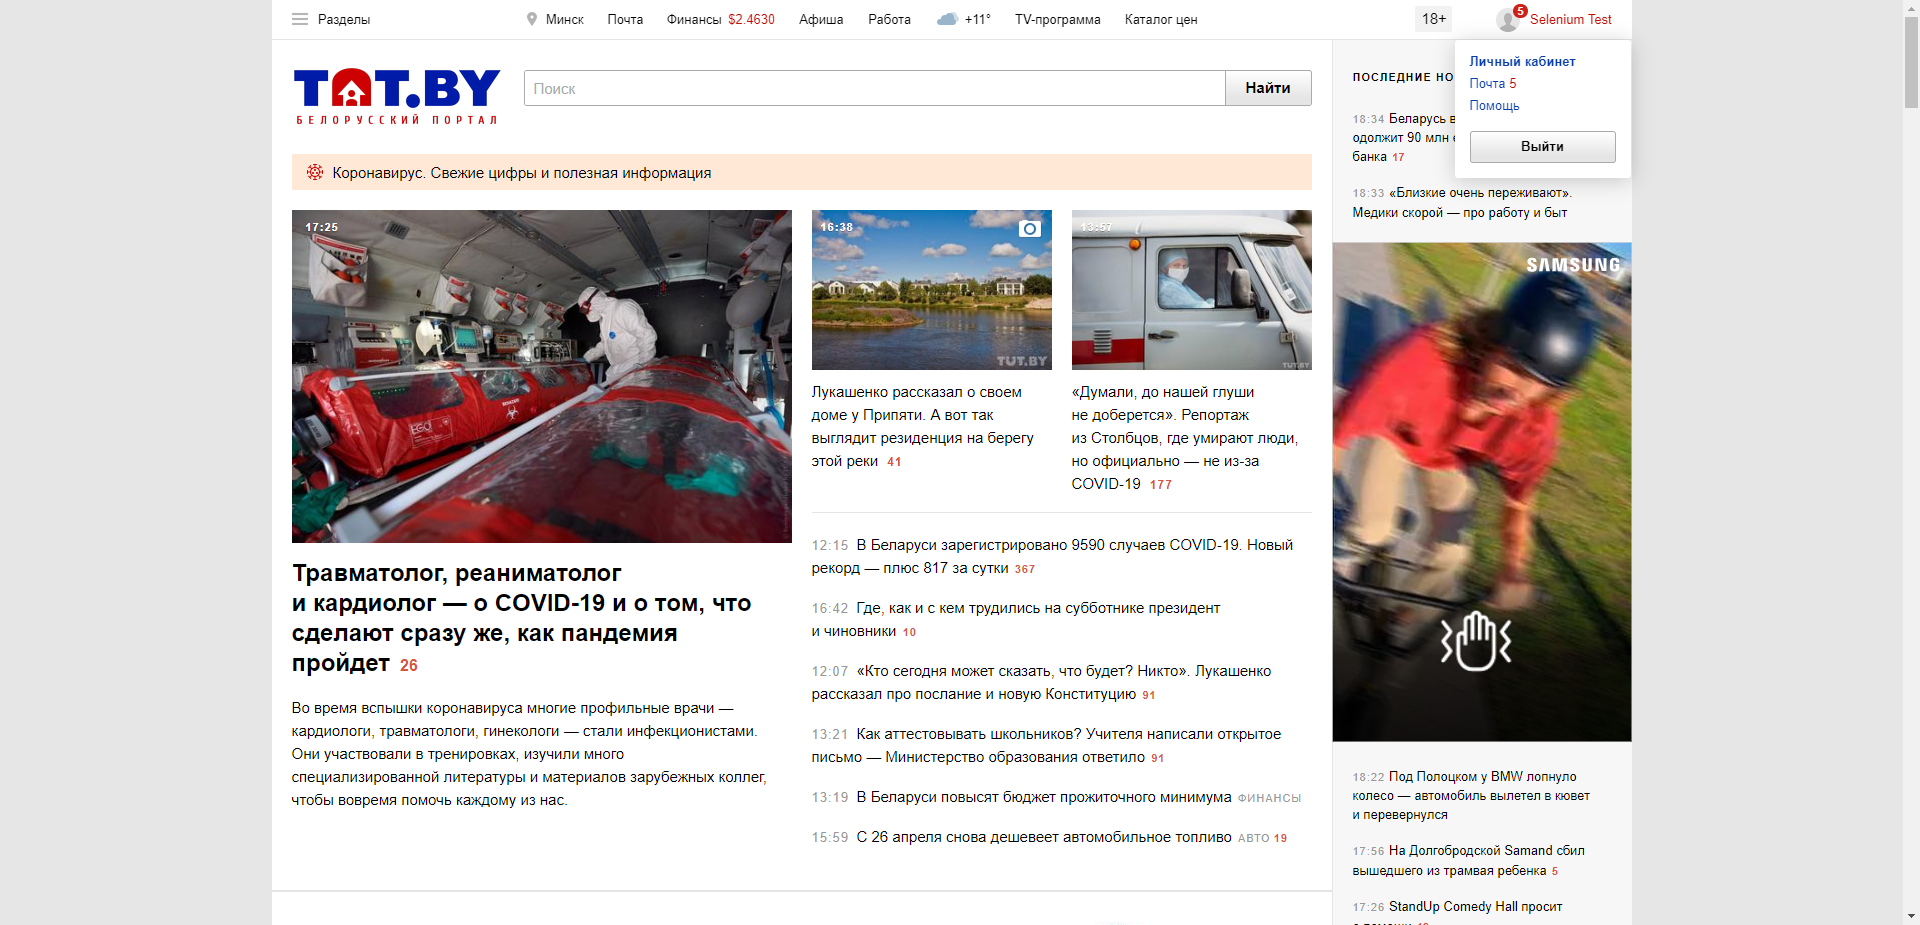 Разделы
Минск
Почта
Финансы $2.4630
Афиша
Работа
+11°
TV-программа
Каталог цен
18+
5
Selenium Test
Личный кабинет
Почта 5
Помощь
Выйти
TUT.BY
БЕЛОРУССКИЙ ПОРТАЛ
Поиск
Найти
Коронавирус. Свежие цифры и полезная информация
17:25
Травматолог, реаниматолог
и кардиолог — о COVID-19 и о том, что
сделают сразу же, как пандемия
пройдет 26
Во время вспышки коронавируса многие профильные врачи —
кардиологи, травматологи, гинекологи — стали инфекционистами.
Они участвовали в тренировках, изучили много
специализированной литературы и материалов зарубежных коллег,
чтобы вовремя помочь каждому из нас.
16:38
TUT.BY
Лукашенко рассказал о своем
доме у Припяти. А вот так
выглядит резиденция на берегу
этой реки 41
13:57
TUT.BY
«Думали, до нашей глуши
не доберется». Репортаж
из Столбцов, где умирают люди,
но официально — не из-за
COVID-19 177
12:15 В Беларуси зарегистрировано 9590 случаев COVID-19. Новый
рекорд — плюс 817 за сутки 367
16:42 Где, как и с кем трудились на субботнике президент
и чиновники 10
12:07 «Кто сегодня может сказать, что будет? Никто». Лукашенко
рассказал про послание и новую Конституцию 91
13:21 Как аттестовывать школьников? Учителя написали открытое
письмо — Министерство образования ответило 91
13:19 В Беларуси повысят бюджет прожиточного минимума ФИНАНСЫ
15:59 С 26 апреля снова дешевеет автомобильное топливо АВТО 19
ПОСЛЕДНИЕ НО
18:34 Беларусь в
одолжит 90 млн
банка 17
18:33 «Близкие очень переживают».
Медики скорой — про работу и быт
SAMSUNG
18:22 Под Полоцком у BMW лопнуло
колесо — автомобиль вылетел в кювет
и перевернулся
17:56 На Долгобродской Samand сбил
вышедшего из трамвая ребенка 5
17:26 StandUp Comedy Hall просит